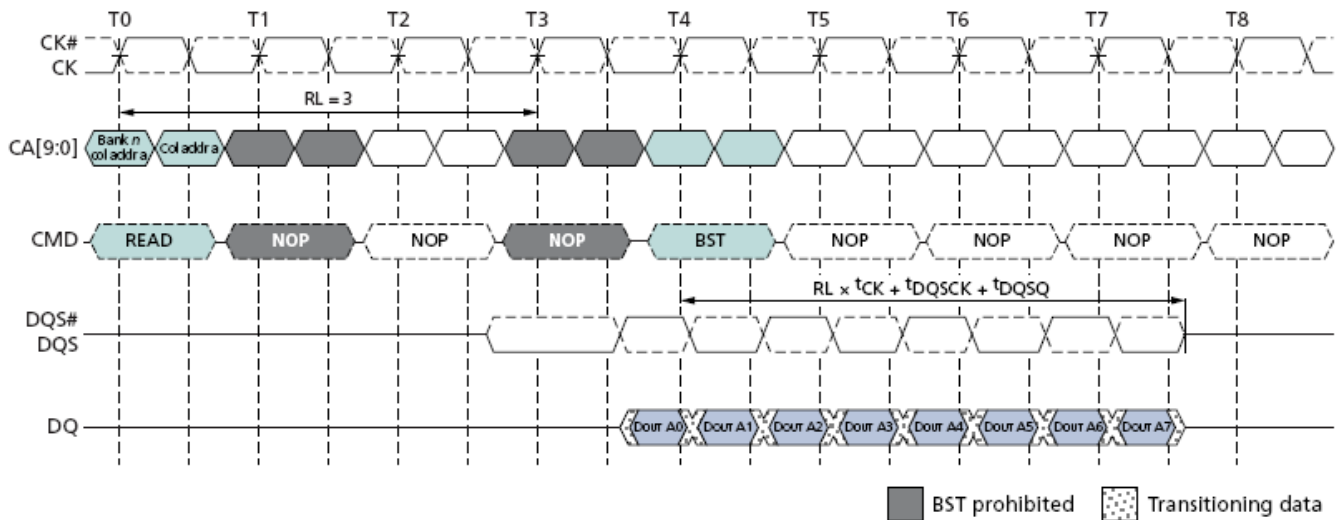 T0 T1 T2 T3 T4 T5 T6 T7 T8
CK#
CK
RL = 3
CA[9:0] Bank n col addr a Col addr a
CMD READ NOP NOP NOP BST NOP NOP NOP NOP
RL × tCK + tDQSCK + tDQSQ
DQS#
DQS
DQ DOUT A0 DOUT A1 DOUT A2 DOUT A3 DOUT A4 DOUT A5 DOUT A6 DOUT A7
BST prohibited Transitioning data